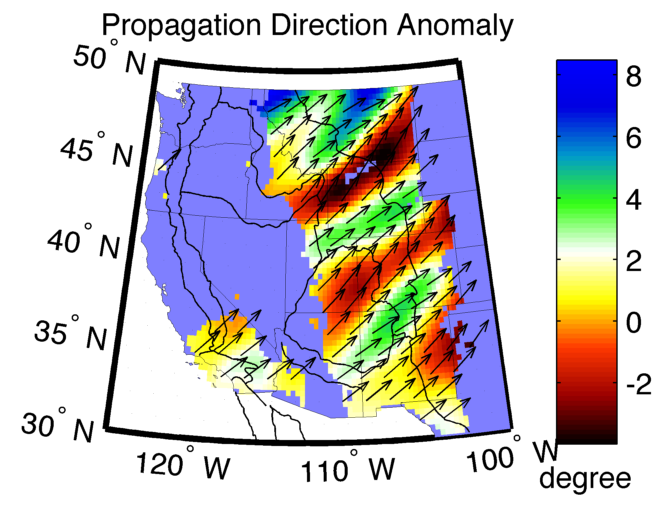 Propagation Direction Anomaly
50° N
45° N
40° N
35° N
30° N
120° W
110° W
100° W
8
6
4
2
0
-2
degree